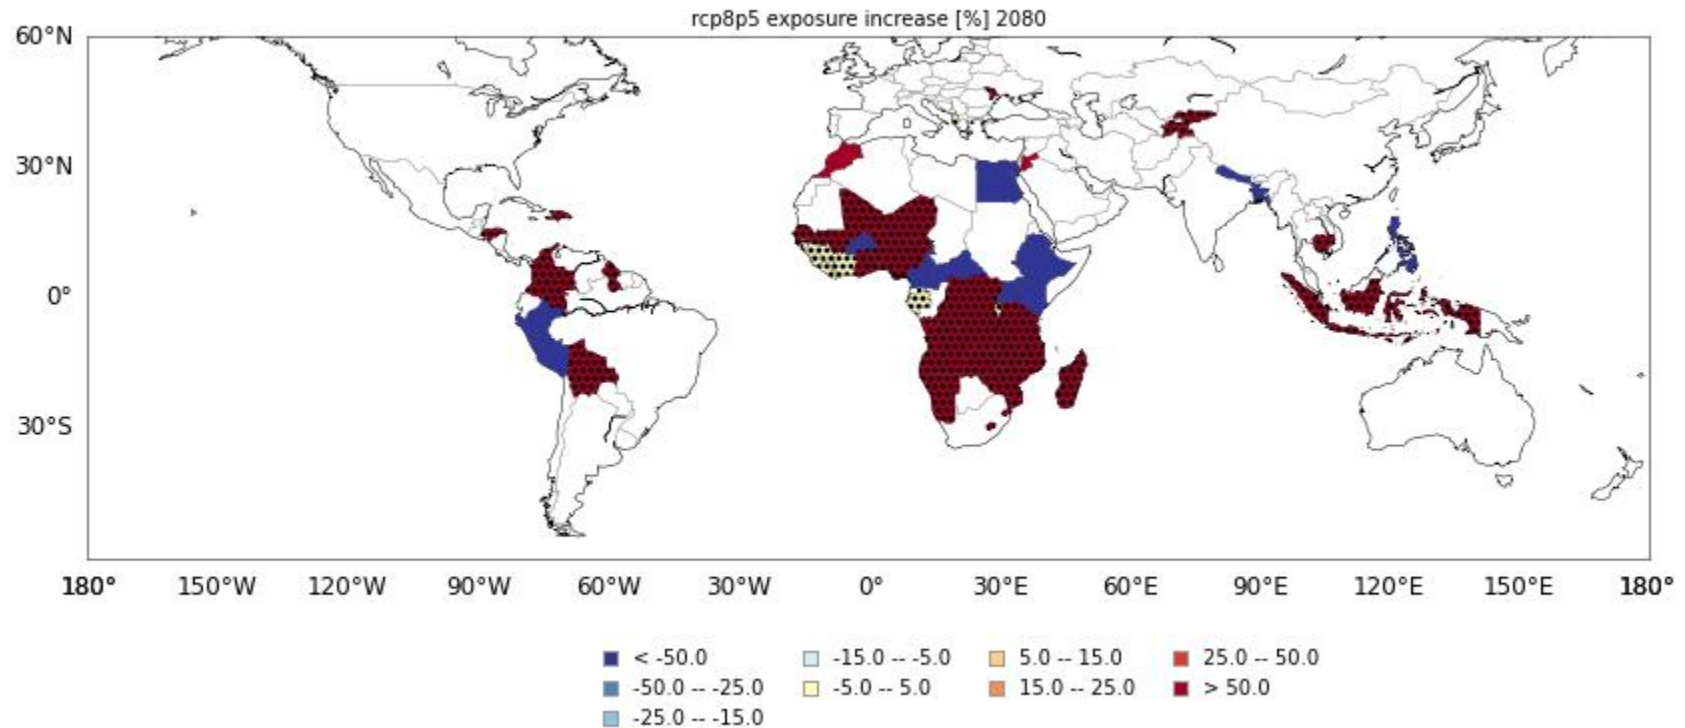 rcp8p5 exposure increase [%] 2080
60°N
30°N
0°
30°S
180° 150°W 120°W 90°W 60°W 30°W 0° 30°E 60°E 90°E 120°E 150°E 180°
< -50.0 -15.0 -- -5.0 5.0 -- 15.0 25.0 -- 50.0
-50.0 -- -25.0 -5.0 -- 5.0 15.0 -- 25.0 > 50.0
-25.0 -- -15.0